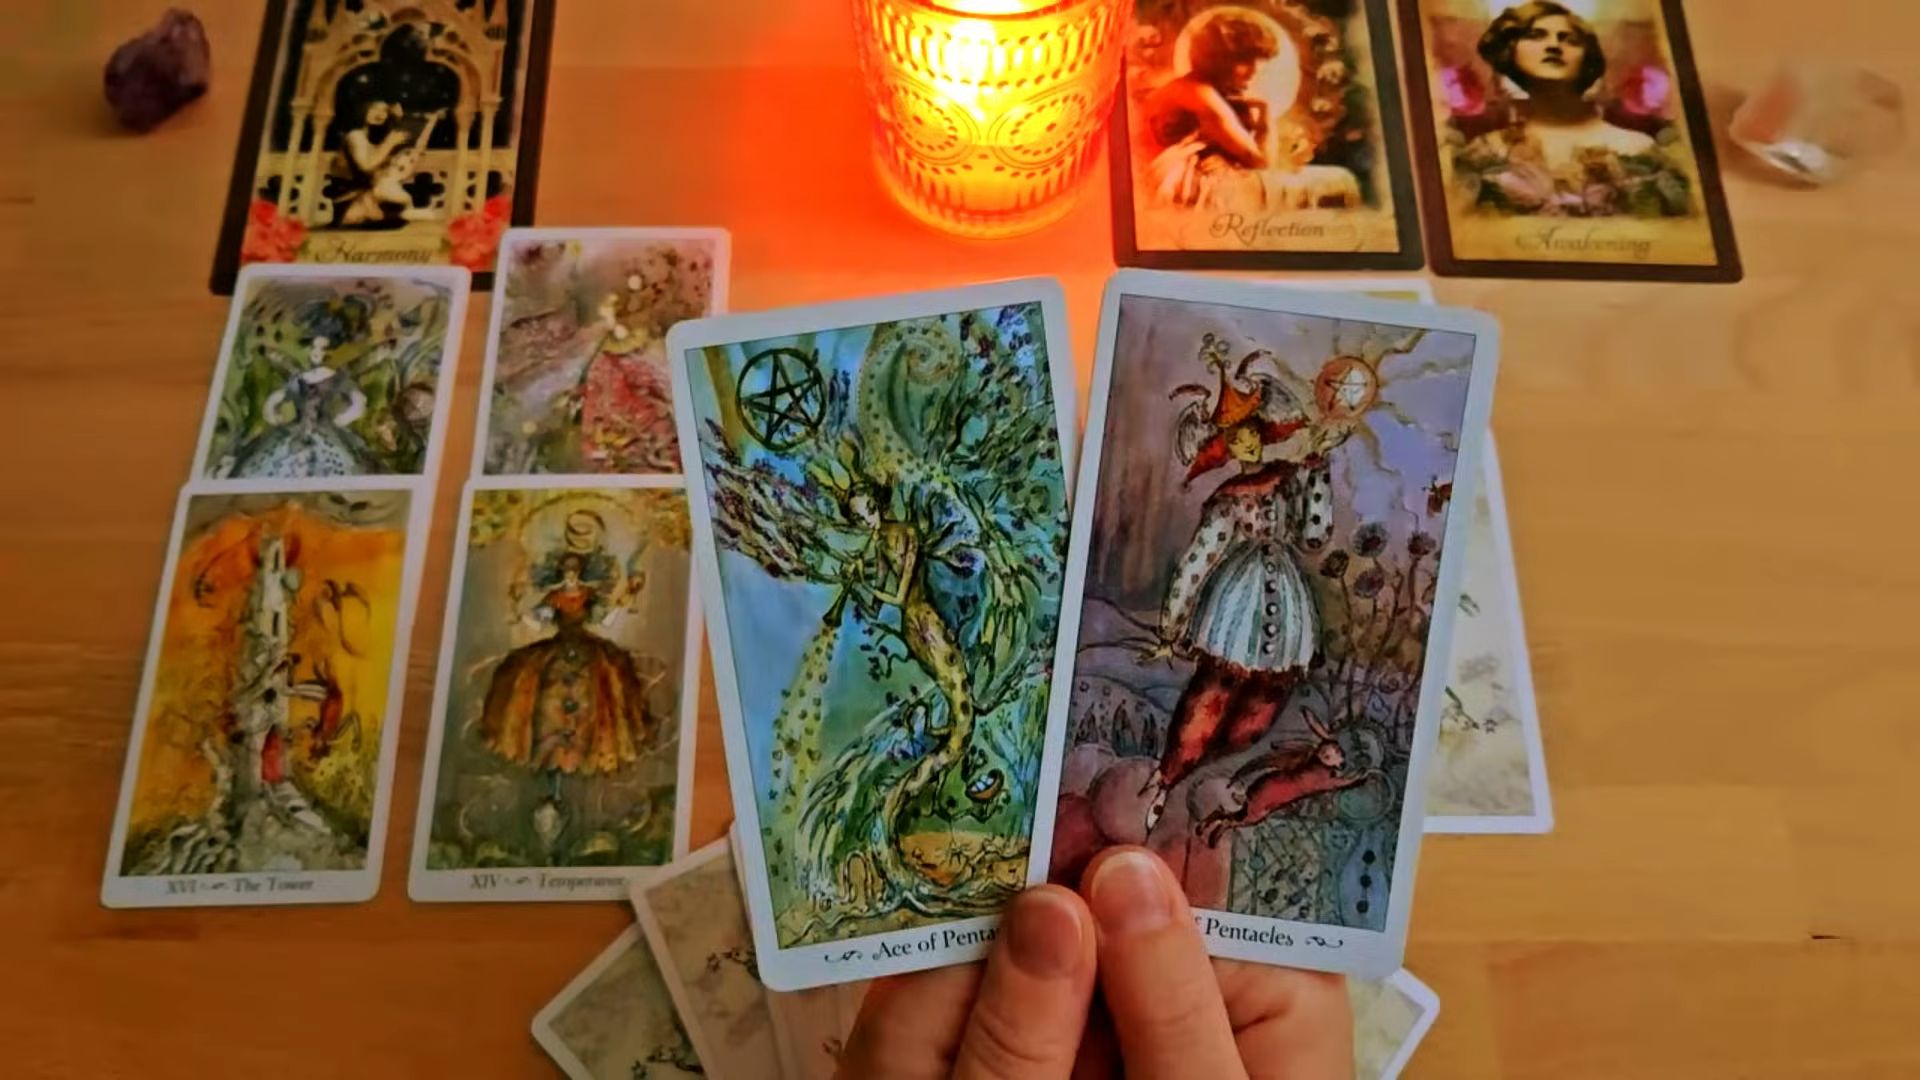 Harmony
Reflection
Awakening
XVI The Tower
XIV Temperance
Ace of Penta
Pentacles